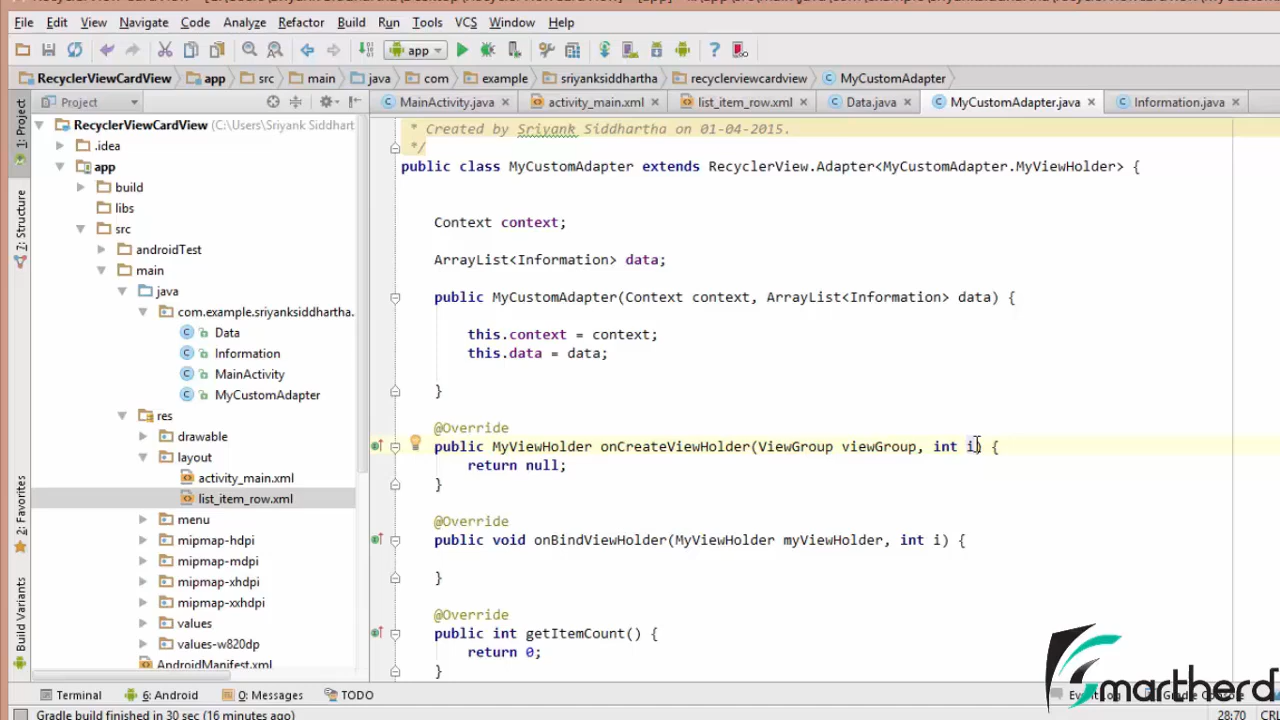 File Edit View Navigate Code Analyze Refactor Build Run Tools VCS Window Help
app
RecyclerViewCardView app src main java com example sriyanksiddhartha recyclerviewcardview MyCustomAdapter
Project
MainActivity.java activity_main.xml list_item_row.xml Data.java MyCustomAdapter.java Information.java
1: Project
7: Structure
2: Favorites
Build Variants
RecyclerViewCardView (C:\Users\Sriyank Siddhart
.idea
app
build
libs
src
androidTest
main
java
com.example.sriyanksiddhartha.
Data
Information
MainActivity
MyCustomAdapter
res
drawable
layout
activity_main.xml
list_item_row.xml
menu
mipmap-hdpi
mipmap-mdpi
mipmap-xhdpi
mipmap-xxhdpi
values
values-w820dp
AndroidManifest.xml
* Created by Sriyank Siddhartha on 01-04-2015.
*/
public class MyCustomAdapter extends RecyclerView.Adapter<MyCustomAdapter.MyViewHolder> {
Context context;
ArrayList<Information> data;
public MyCustomAdapter(Context context, ArrayList<Information> data) {
this.context = context;
this.data = data;
}
@Override
public MyViewHolder onCreateViewHolder(ViewGroup viewGroup, int i) {
return null;
}
@Override
public void onBindViewHolder(MyViewHolder myViewHolder, int i) {
}
@Override
public int getItemCount() {
return 0;
}
Terminal 6: Android 0: Messages TODO
Gradle build finished in 30 sec (16 minutes ago)
28:70
martherd